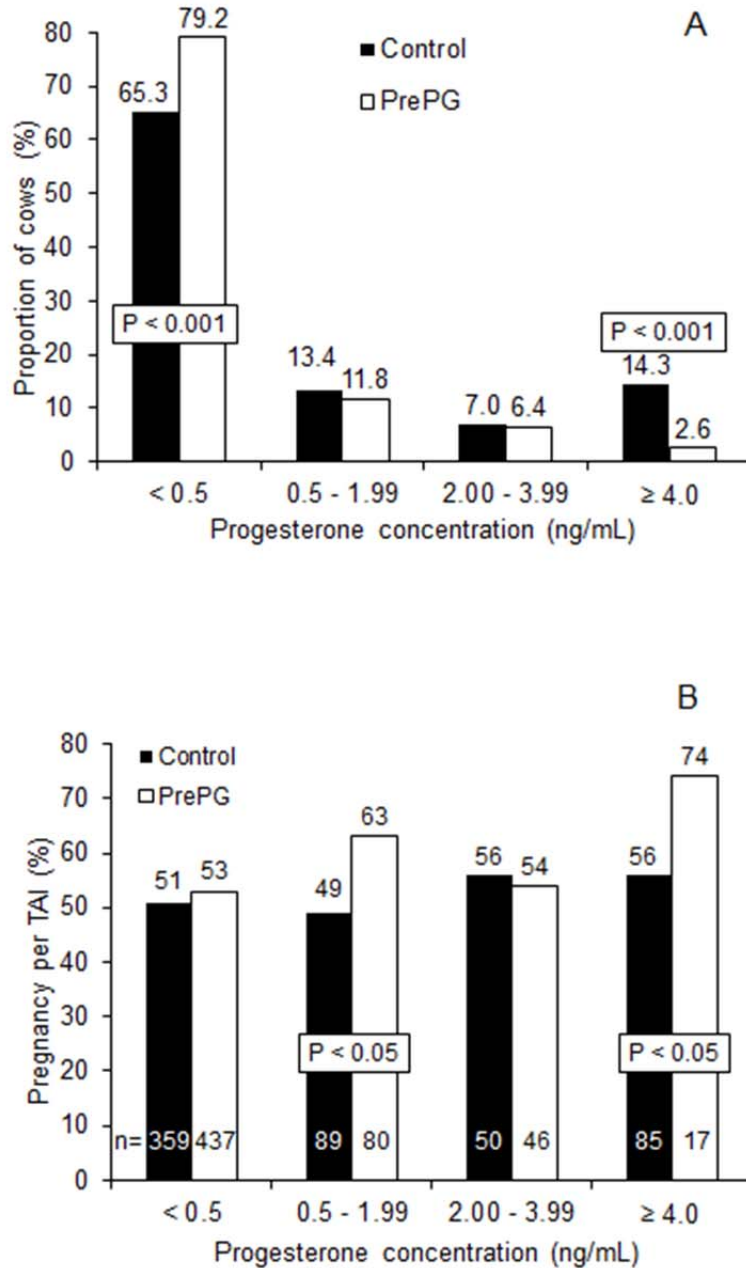 A
80
70
60
50
40
30
20
10
0
Proportion of cows (%)
Control
PrePG
65.3
79.2
P < 0.001
13.4
11.8
7.0
6.4
P < 0.001
14.3
2.6
< 0.5
0.5 - 1.99
2.00 - 3.99
≥ 4.0
Progesterone concentration (ng/mL)
B
80
70
60
50
40
30
20
10
0
Pregnancy per TAI (%)
Control
PrePG
51
53
49
63
56
54
56
74
P < 0.05
P < 0.05
n= 359 437
89 80
50 46
85 17
< 0.5
0.5 - 1.99
2.00 - 3.99
≥ 4.0
Progesterone concentration (ng/mL)